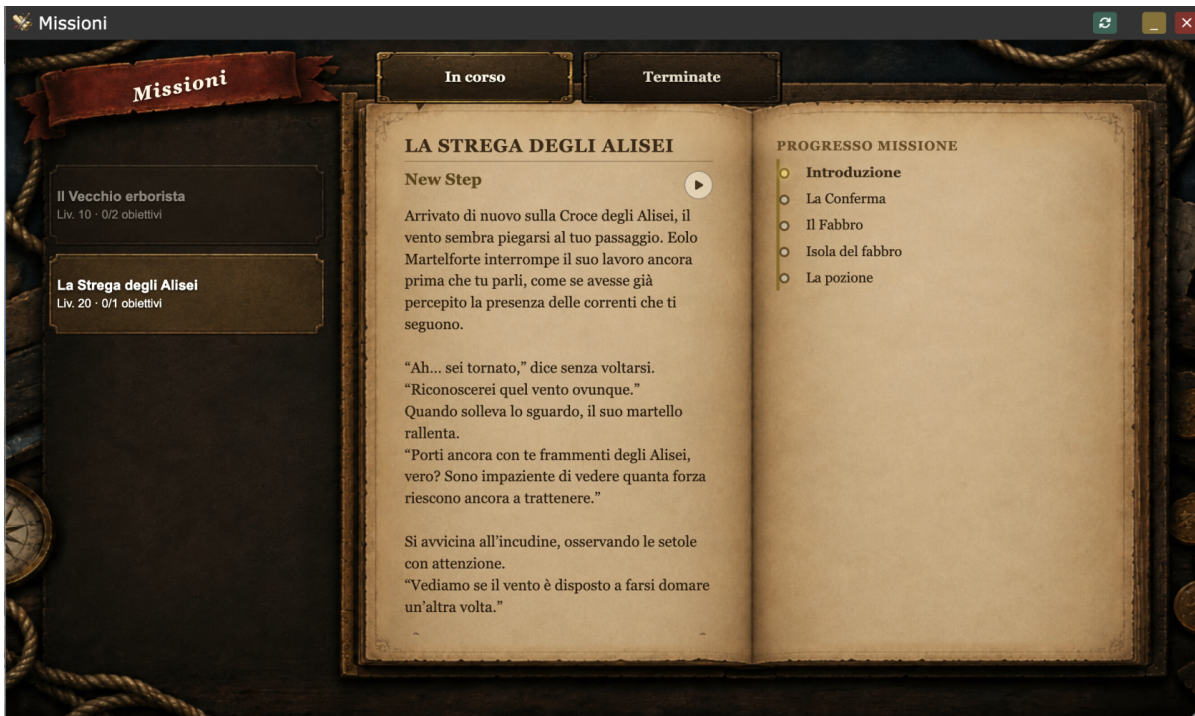 Missioni
Missioni
In corso
Terminate
Il Vecchio erborista
Liv. 10 · 0/2 obiettivi
La Strega degli Alisei
Liv. 20 · 0/1 obiettivi
LA STREGA DEGLI ALISEI
New Step
Arrivato di nuovo sulla Croce degli Alisei, il
vento sembra piegarsi al tuo passaggio. Eolo
Martelforte interrompe il suo lavoro ancora
prima che tu parli, come se avesse già
percepito la presenza delle correnti che ti
seguono.
“Ah... sei tornato,” dice senza voltarsi.
“Riconoscerei quel vento ovunque.”
Quando solleva lo sguardo, il suo martello
rallenta.
“Porti ancora con te frammenti degli Alisei,
vero? Sono impaziente di vedere quanta forza
riescono ancora a trattenere.”
Si avvicina all’incudine, osservando le setole
con attenzione.
“Vediamo se il vento è disposto a farsi domare
un’altra volta.”
PROGRESSO MISSIONE
Introduzione
La Conferma
Il Fabbro
Isola del fabbro
La pozione